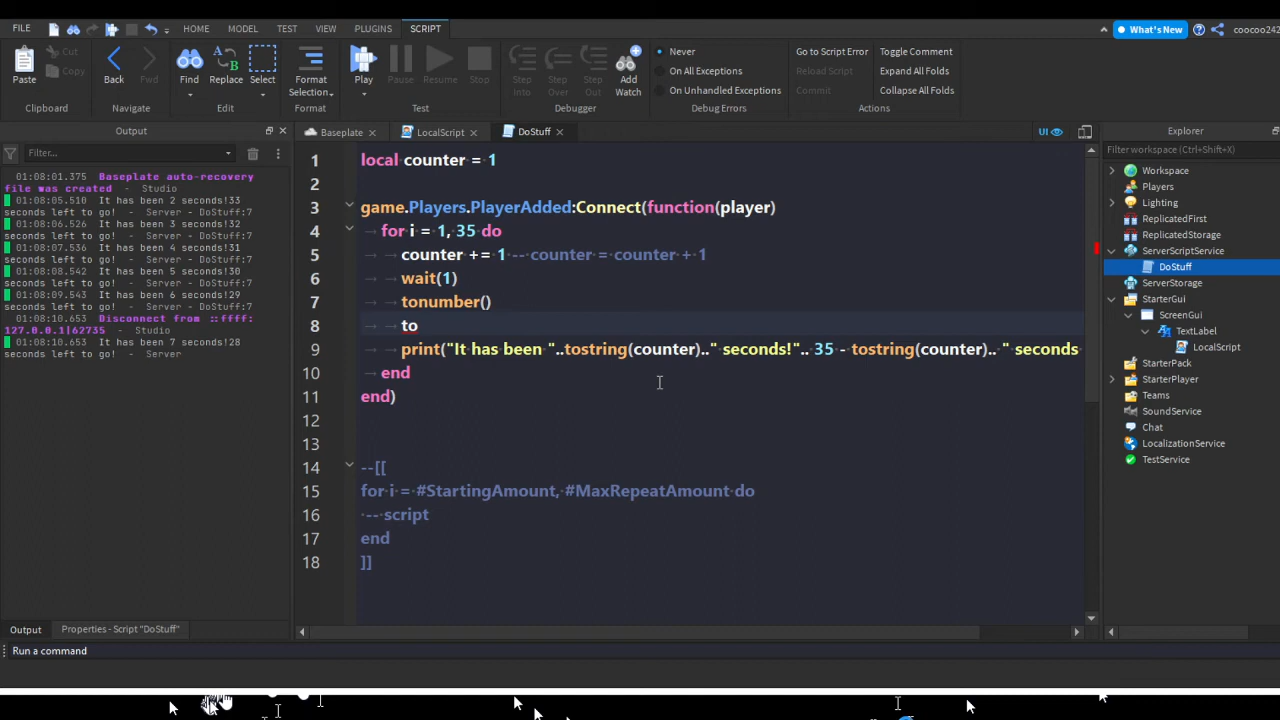 FILE HOME MODEL TEST VIEW PLUGINS SCRIPT What's New coocoo242
Paste Cut Copy Back Fwd Find Replace Select Format Selection Play Pause Resume Stop Step Into Step Over Step Out Add Watch
Never
On All Exceptions
On Unhandled Exceptions
Go to Script Error
Reload Script
Commit
Toggle Comment
Expand All Folds
Collapse All Folds
Clipboard Navigate Edit Format Test Debugger Debug Errors Actions
Output
Filter...
01:08:01.375 Baseplate auto-recovery
file was created - Studio
01:08:05.510 It has been 2 seconds!33
seconds left to go! - Server - DoStuff:7
01:08:06.526 It has been 3 seconds!32
seconds left to go! - Server - DoStuff:7
01:08:07.536 It has been 4 seconds!31
seconds left to go! - Server - DoStuff:7
01:08:08.542 It has been 5 seconds!30
seconds left to go! - Server - DoStuff:7
01:08:09.543 It has been 6 seconds!29
seconds left to go! - Server - DoStuff:7
01:08:10.653 Disconnect from ::ffff:
127.0.0.1|62735 - Studio
01:08:10.653 It has been 7 seconds!28
seconds left to go! - Server
Output Properties - Script "DoStuff"
Run a command
Baseplate LocalScript DoStuff UI
1 local counter = 1
2
3 game.Players.PlayerAdded:Connect(function(player)
4 for i = 1, 35 do
5 counter += 1 -- counter = counter + 1
6 wait(1)
7 tonumber()
8 to
9 print("It has been "..tostring(counter).." seconds!".. 35 - tostring(counter).. " seconds
10 end
11 end)
12
13
14 --[[
15 for i = #StartingAmount, #MaxRepeatAmount do
16 -- script
17 end
18 ]]
Explorer
Filter workspace (Ctrl+Shift+X)
Workspace
Players
Lighting
ReplicatedFirst
ReplicatedStorage
ServerScriptService
DoStuff
ServerStorage
StarterGui
ScreenGui
TextLabel
LocalScript
StarterPack
StarterPlayer
Teams
SoundService
Chat
LocalizationService
TestService